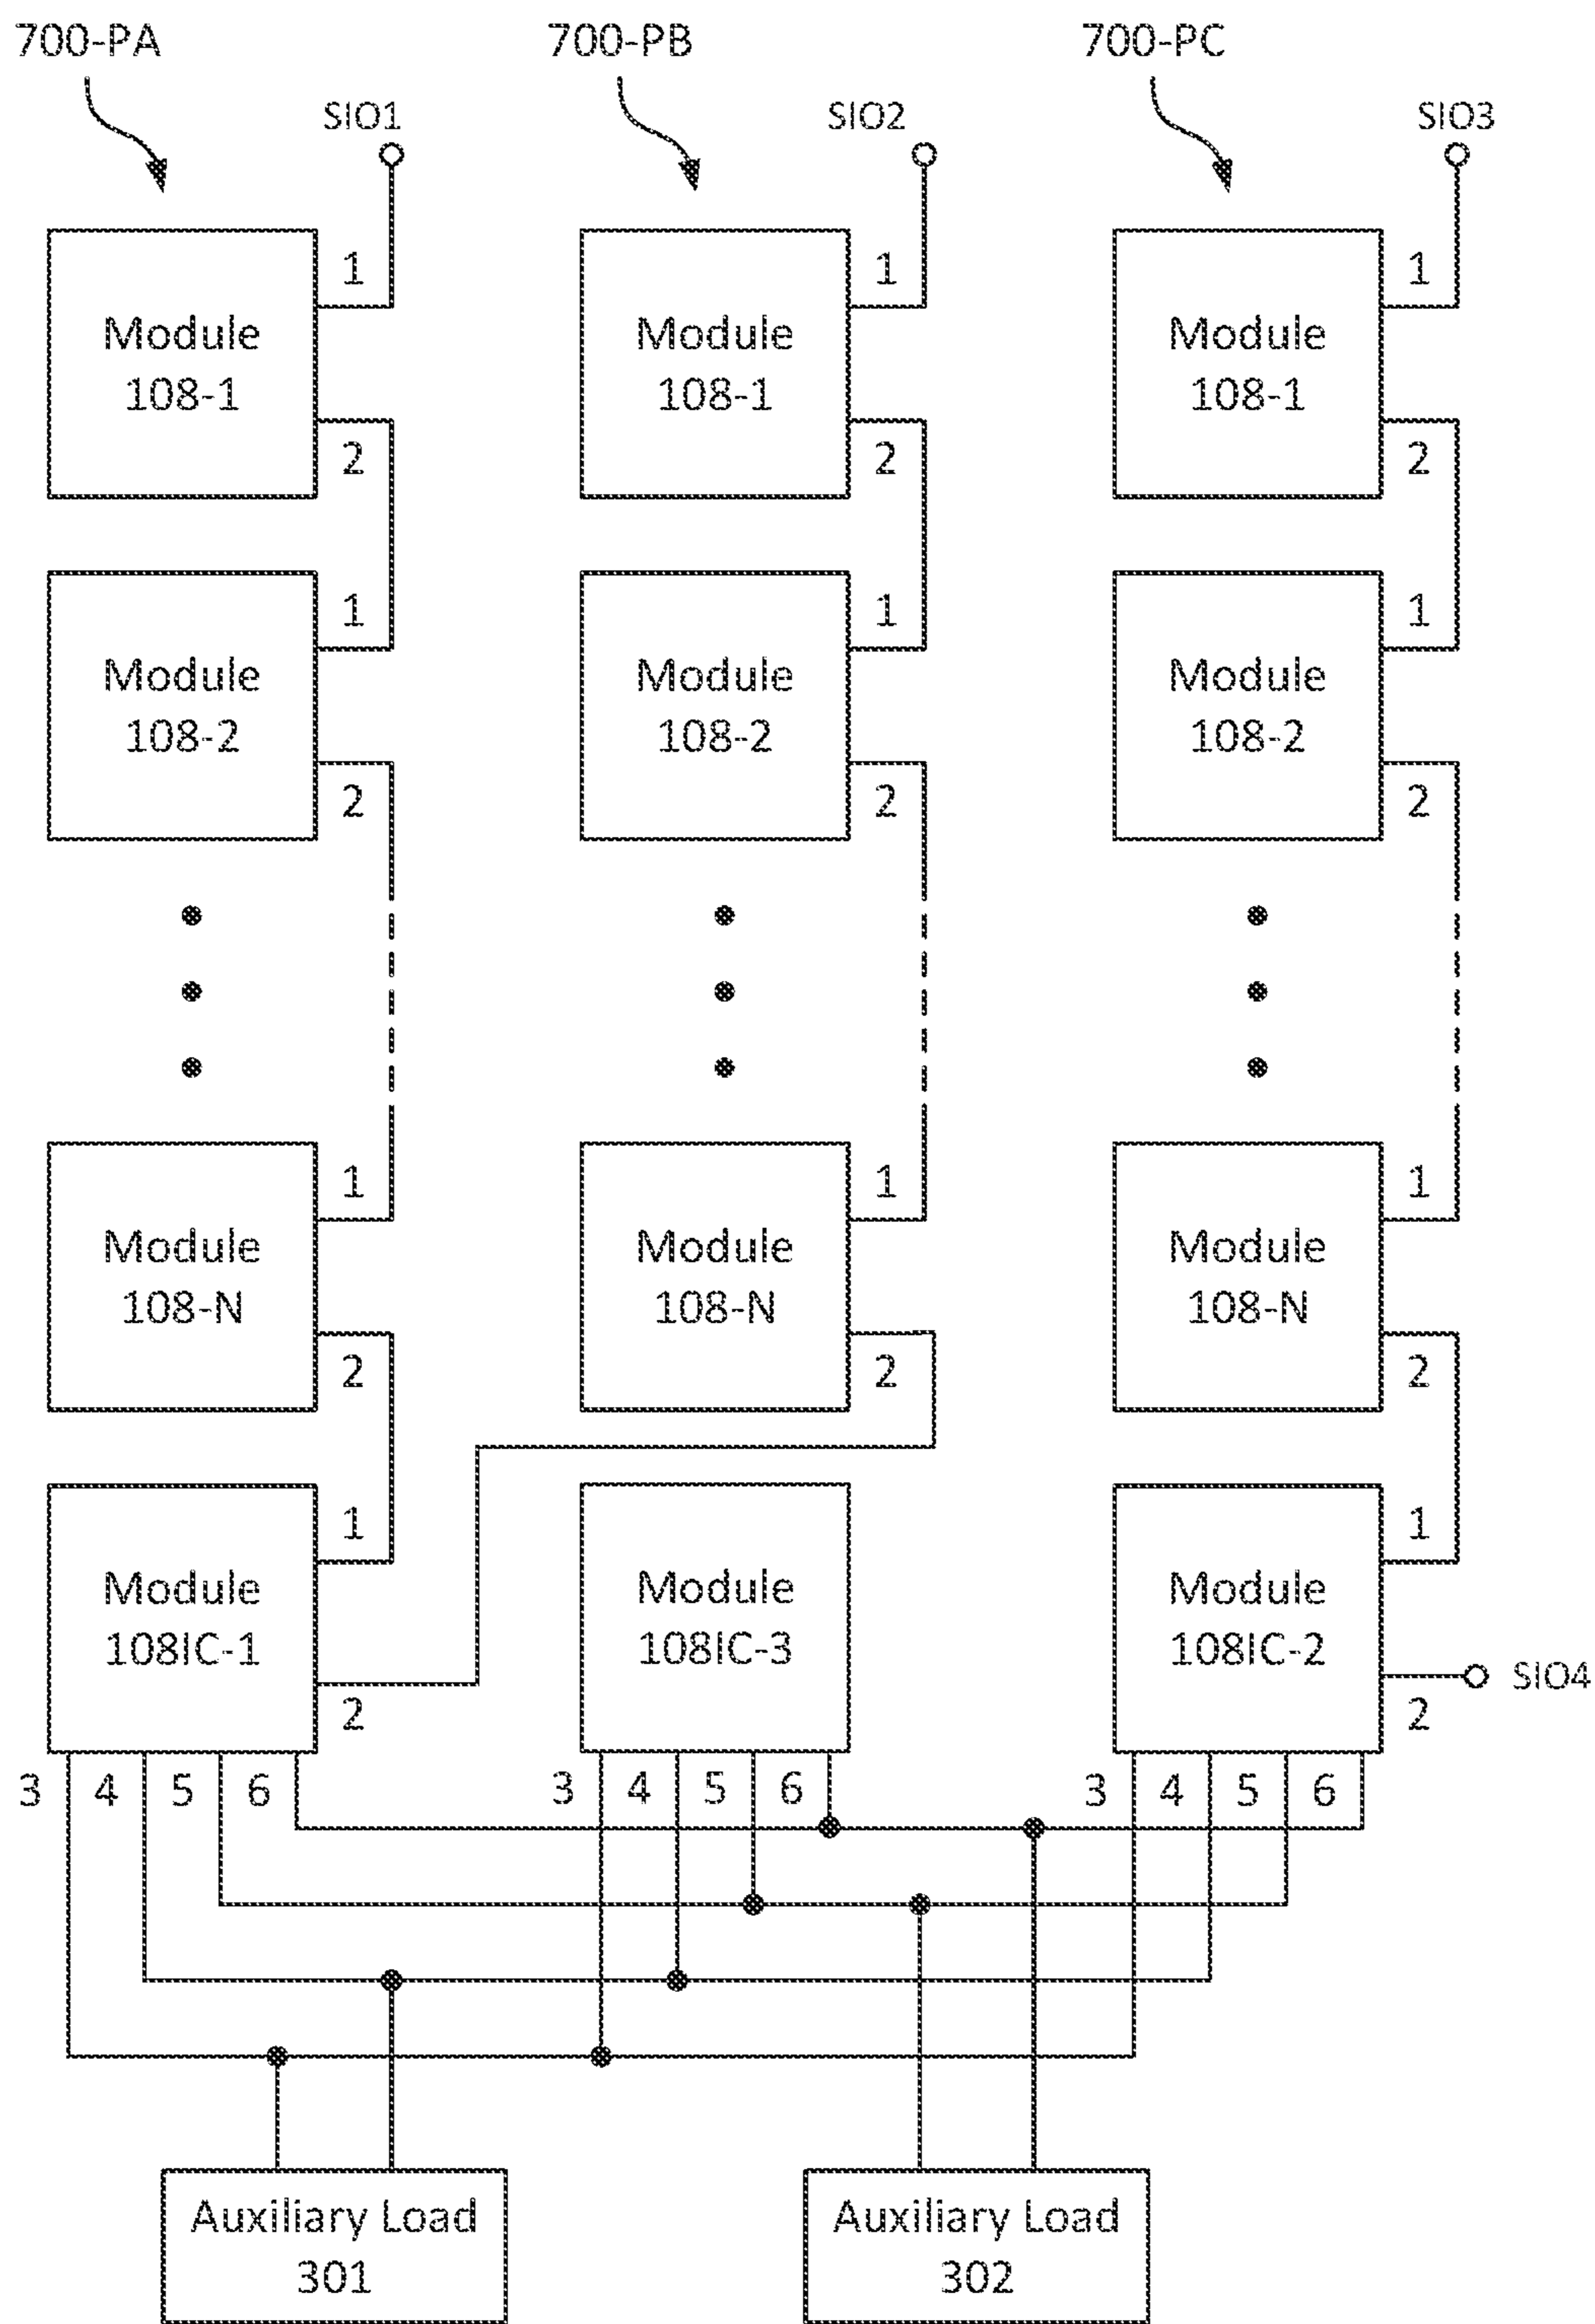 700-PA
700-PB
700-PC
SIO1
SIO2
SIO3
1
1
1
Module
108-1
Module
108-1
Module
108-1
2
2
2
1
1
1
Module
108-2
Module
108-2
Module
108-2
2
2
2
1
1
1
Module
108-N
Module
108-N
Module
108-N
2
2
2
1
1
Module
108IC-1
Module
108IC-3
Module
108IC-2
SIO4
2
2
3 4 5 6
3 4 5 6
3 4 5 6
Auxiliary Load
301
Auxiliary Load
302